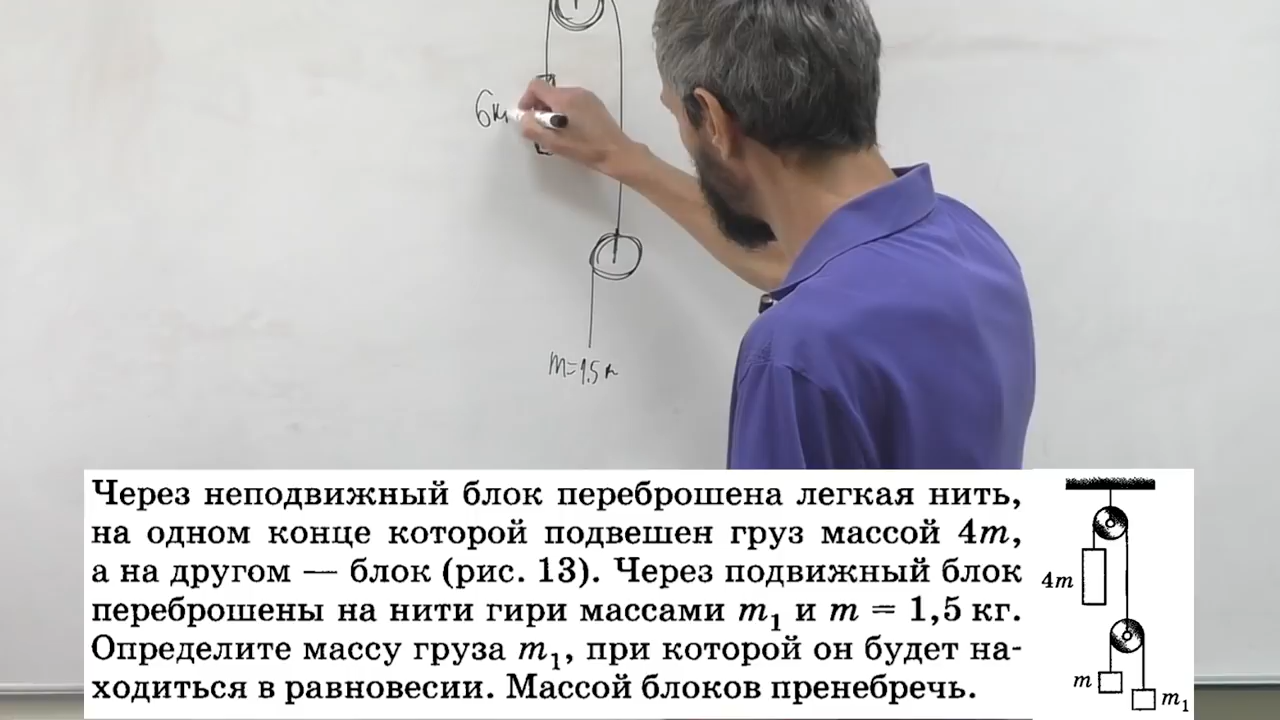 6к
m=1,5 к
Через неподвижный блок переброшена легкая нить,
на одном конце которой подвешен груз массой 4m,
а на другом — блок (рис. 13). Через подвижный блок
переброшены на нити гири массами m₁ и m = 1,5 кг.
Определите массу груза m₁, при которой он будет на-
ходиться в равновесии. Массой блоков пренебречь.
4m
m
m₁